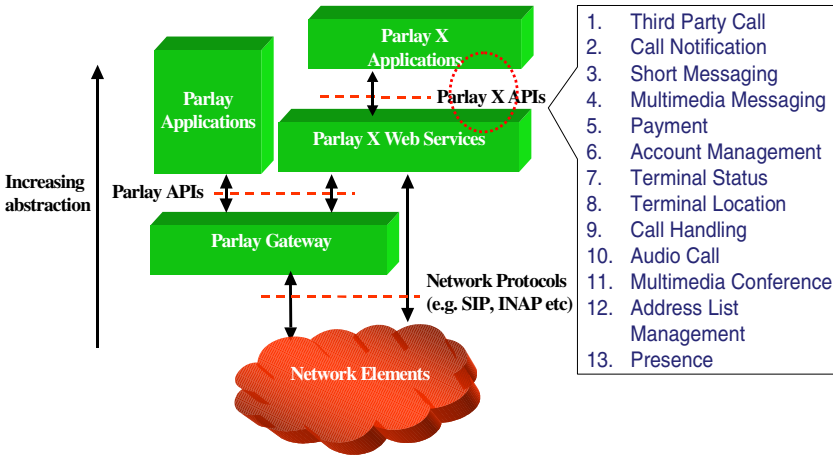 Parlay X
Applications
Parlay
Applications
Parlay X APIs
Parlay X Web Services
Increasing
abstraction
Parlay APIs
Parlay Gateway
Network Protocols
(e.g. SIP, INAP etc)
Network Elements
1. Third Party Call
2. Call Notification
3. Short Messaging
4. Multimedia Messaging
5. Payment
6. Account Management
7. Terminal Status
8. Terminal Location
9. Call Handling
10. Audio Call
11. Multimedia Conference
12. Address List
Management
13. Presence